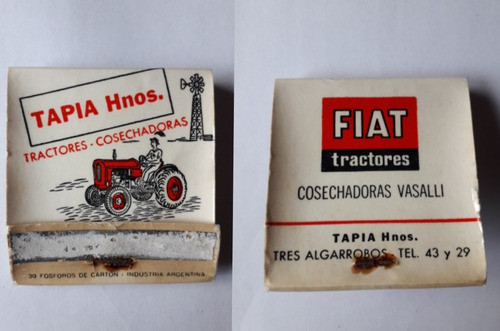 TAPIA Hnos.
TRACTORES - COSECHADORAS
30 FOSFOROS DE CARTON - INDUSTRIA ARGENTINA
FIAT
tractores
COSECHADORAS VASALLI
TAPIA Hnos.
TRES ALGARROBOS, TEL. 43 y 29